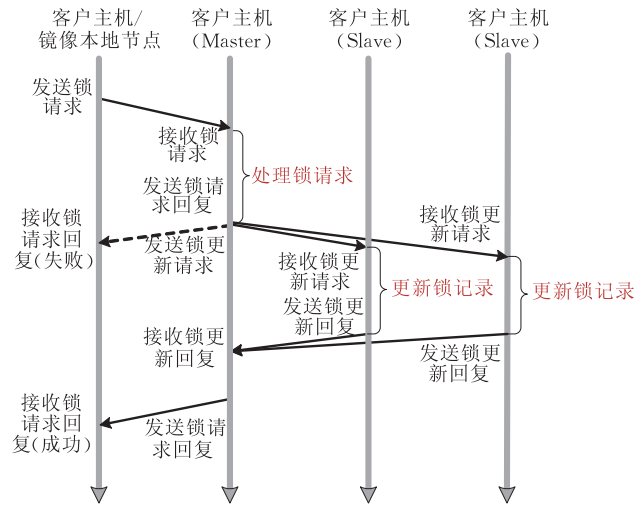 客户主机/
镜像本地节点
客户主机
(Master)
客户主机
(Slave)
客户主机
(Slave)
发送锁
请求
接收锁
请求
处理锁请求
发送锁请
求回复
接收锁
请求回
复(失败)
发送锁更
新请求
接收锁更
新请求
接收锁更
新请求
更新锁记录
更新锁记录
发送锁更
新回复
接收锁更
新回复
发送锁更
新回复
接收锁
请求回
复(成功)
发送锁请
求回复